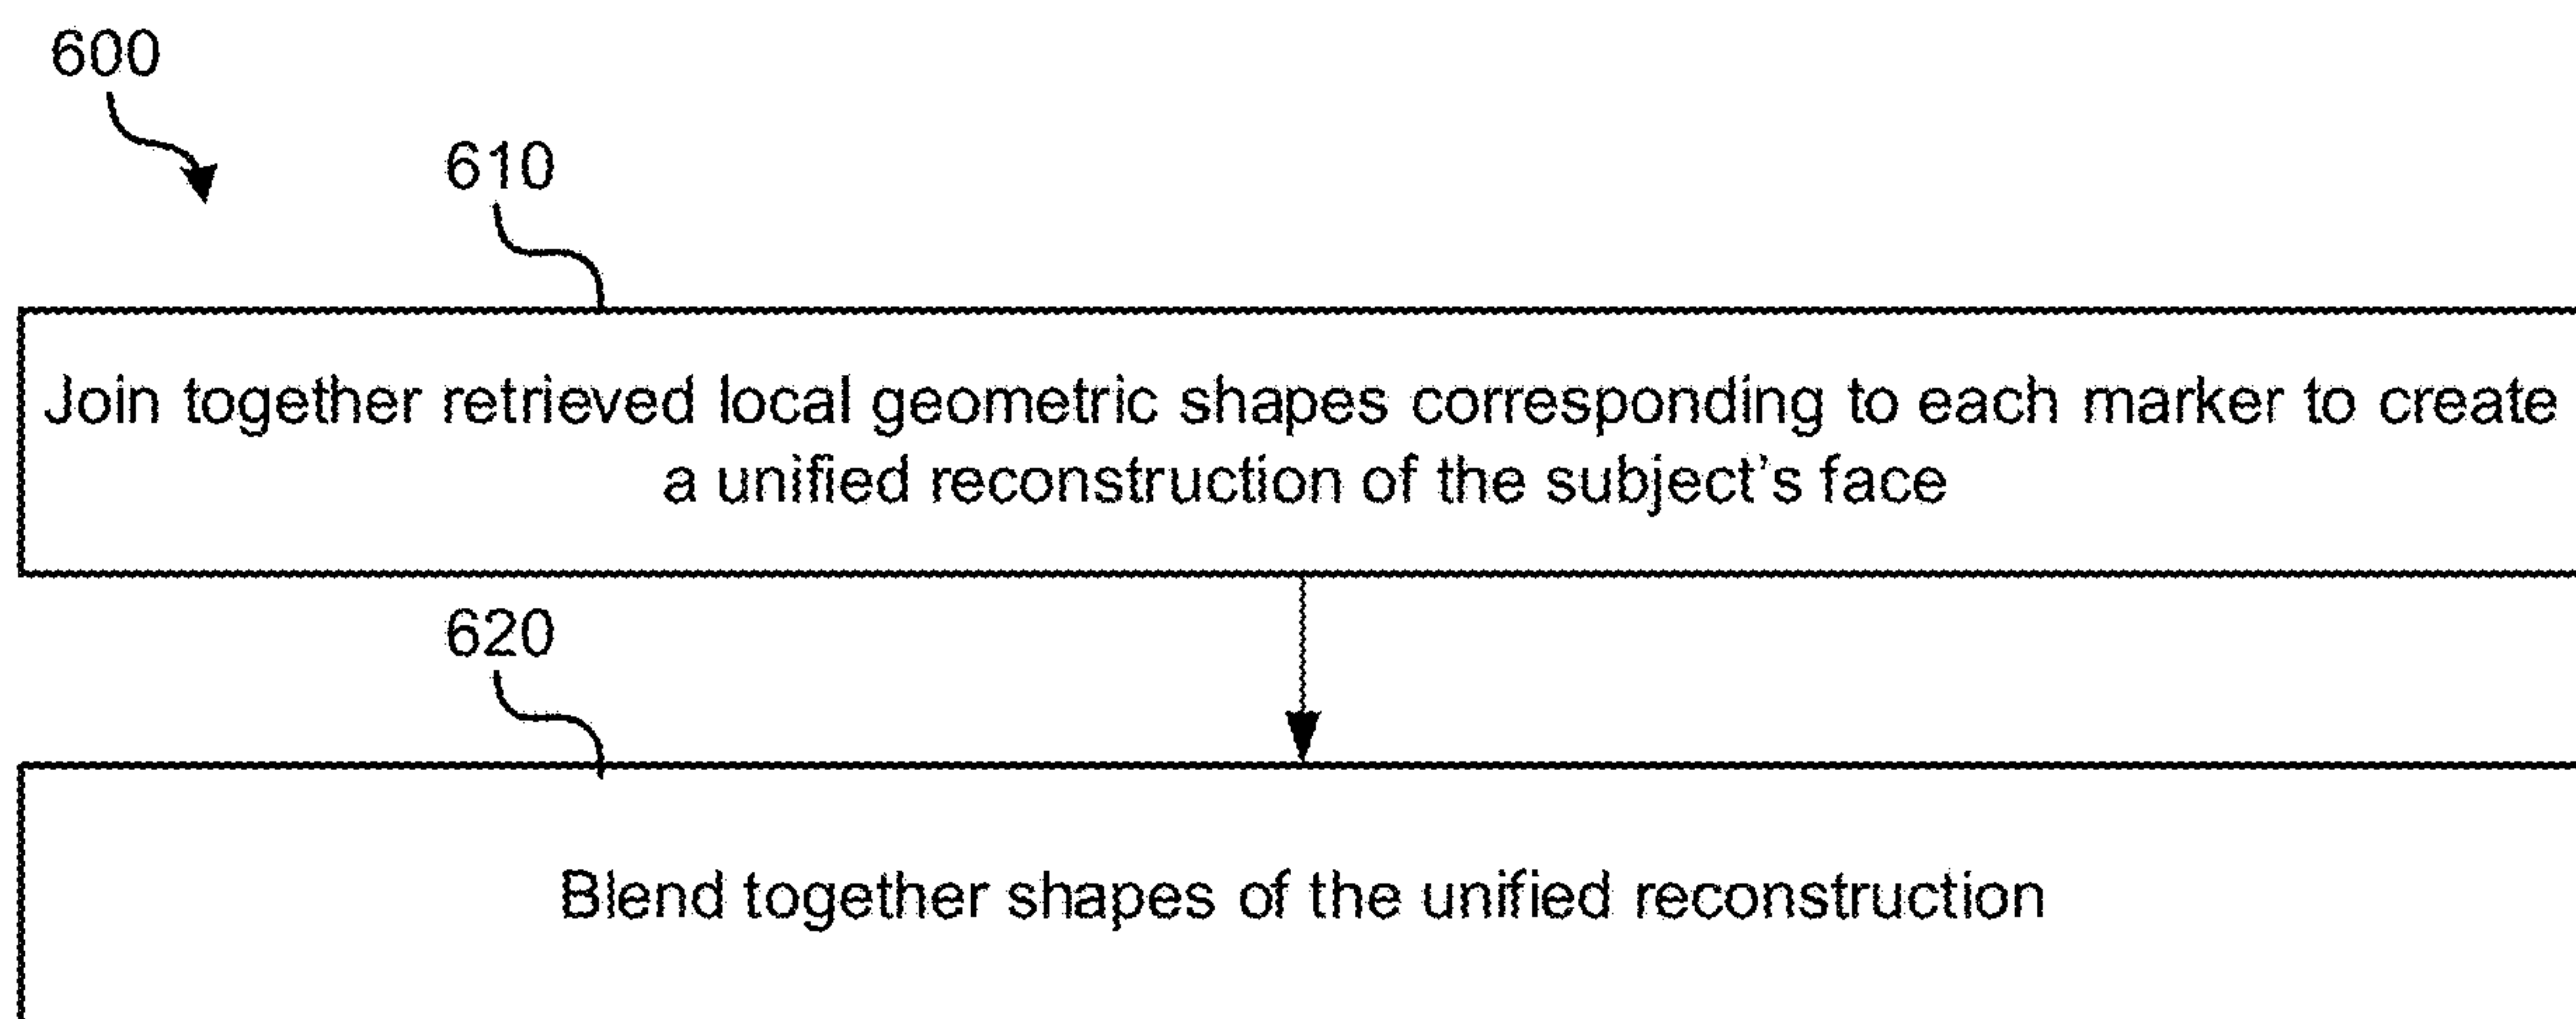 600
610
Join together retrieved local geometric shapes corresponding to each marker to create
a unified reconstruction of the subject's face
620
Blend together shapes of the unified reconstruction